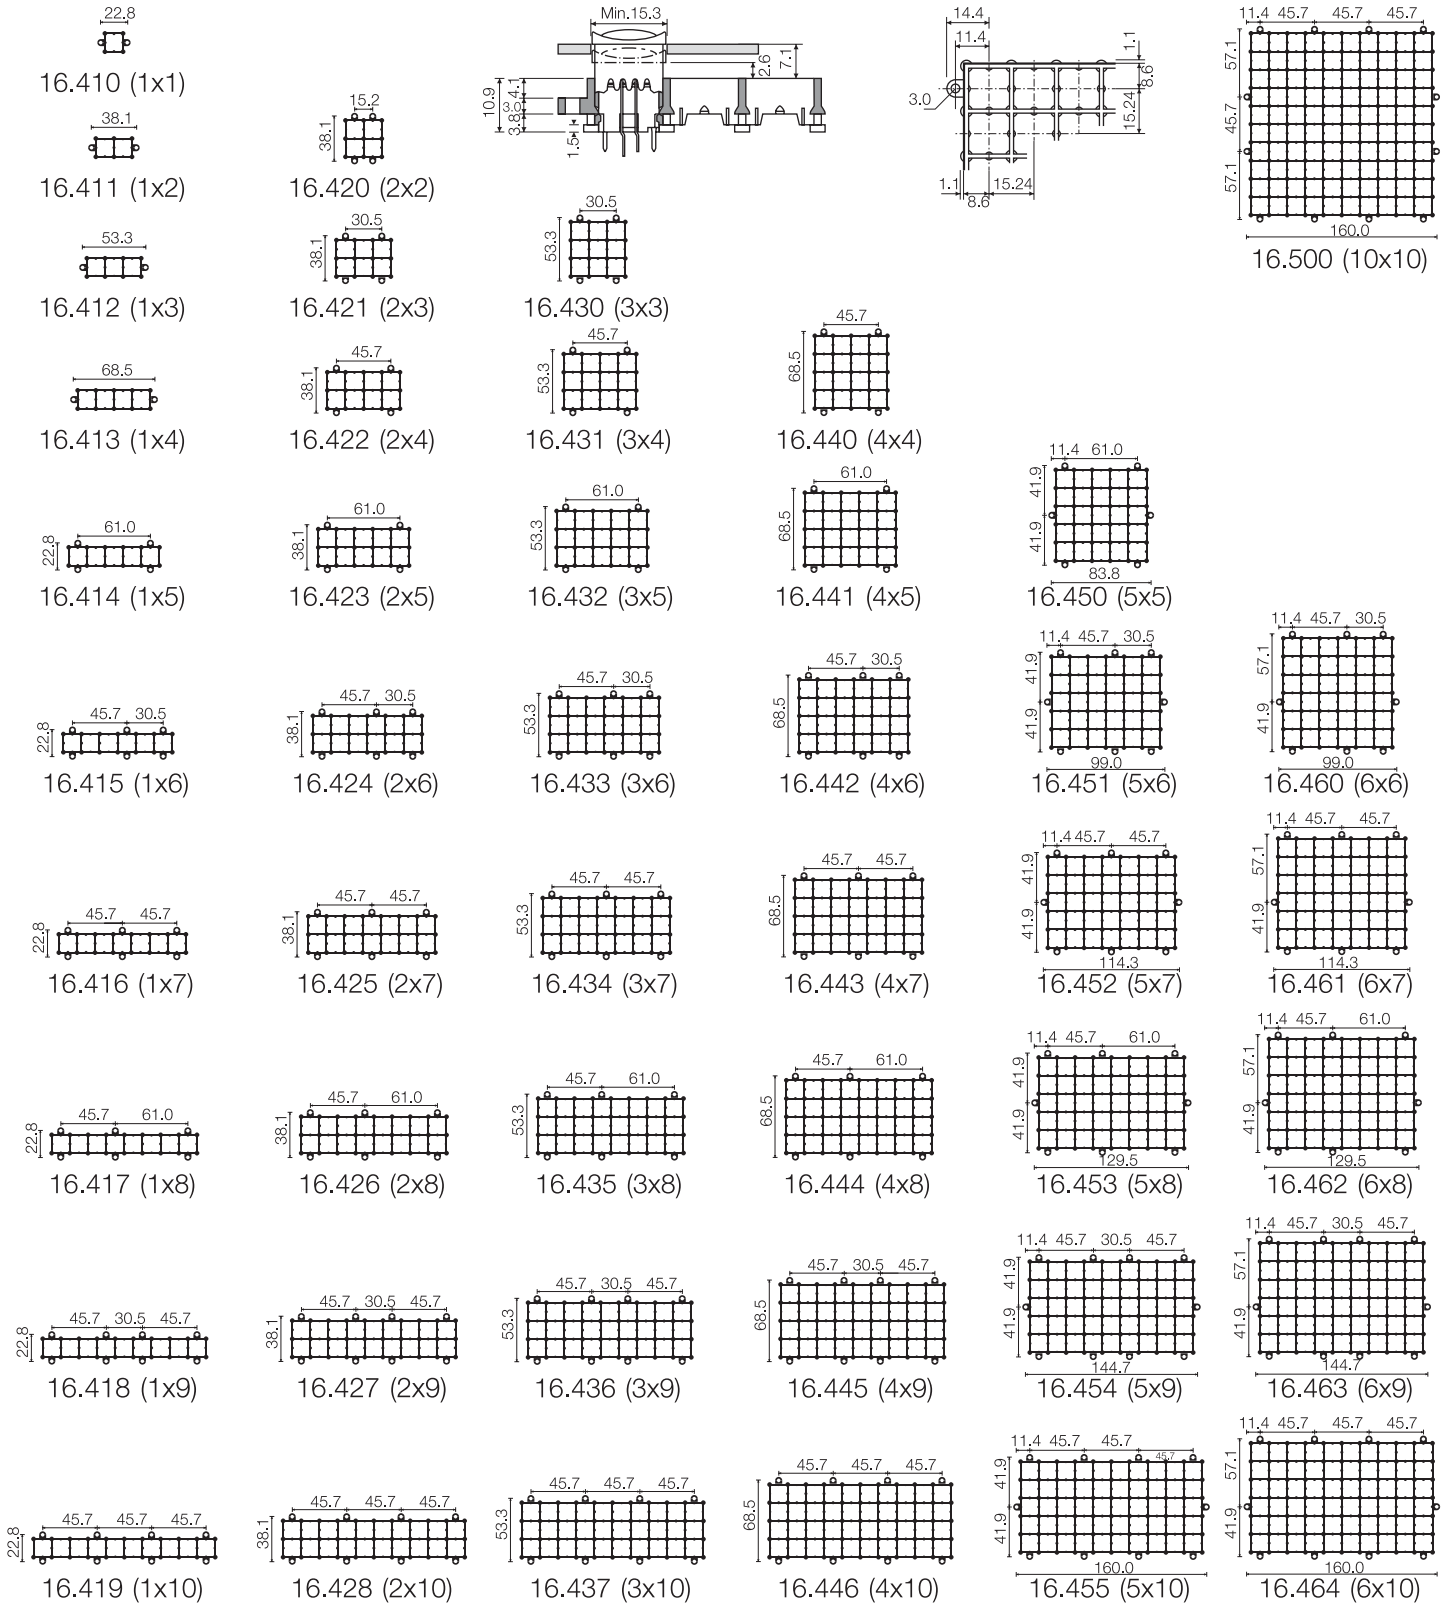 22.8
16.410 (1x1)
38.1
16.411 (1x2)
15.2
38.1
16.420 (2x2)
Min.15.3
10.9
4.1
3.0
3.8
1.5
2.6
7.1
14.4
11.4
3.0
1.1
8.6
15.24
1.1
8.6
15.24
11.4 45.7 45.7 45.7
57.1
45.7
57.1
160.0
16.500 (10x10)
53.3
16.412 (1x3)
30.5
38.1
16.421 (2x3)
30.5
53.3
16.430 (3x3)
68.5
16.413 (1x4)
45.7
38.1
16.422 (2x4)
45.7
53.3
16.431 (3x4)
45.7
68.5
16.440 (4x4)
61.0
22.8
16.414 (1x5)
61.0
38.1
16.423 (2x5)
61.0
53.3
16.432 (3x5)
61.0
68.5
16.441 (4x5)
11.4 61.0
41.9
41.9
83.8
16.450 (5x5)
45.7 30.5
22.8
16.415 (1x6)
45.7 30.5
38.1
16.424 (2x6)
45.7 30.5
53.3
16.433 (3x6)
45.7 30.5
68.5
16.442 (4x6)
11.4 45.7 30.5
41.9
41.9
99.0
16.451 (5x6)
11.4 45.7 30.5
57.1
41.9
99.0
16.460 (6x6)
45.7 45.7
22.8
16.416 (1x7)
45.7 45.7
38.1
16.425 (2x7)
45.7 45.7
53.3
16.434 (3x7)
45.7 45.7
68.5
16.443 (4x7)
11.4 45.7 45.7
41.9
41.9
114.3
16.452 (5x7)
11.4 45.7 45.7
57.1
41.9
114.3
16.461 (6x7)
45.7 61.0
22.8
16.417 (1x8)
45.7 61.0
38.1
16.426 (2x8)
45.7 61.0
53.3
16.435 (3x8)
45.7 61.0
68.5
16.444 (4x8)
11.4 45.7 61.0
41.9
41.9
129.5
16.453 (5x8)
11.4 45.7 61.0
57.1
41.9
129.5
16.462 (6x8)
45.7 30.5 45.7
22.8
16.418 (1x9)
45.7 30.5 45.7
38.1
16.427 (2x9)
45.7 30.5 45.7
53.3
16.436 (3x9)
45.7 30.5 45.7
68.5
16.445 (4x9)
11.4 45.7 30.5 45.7
41.9
41.9
144.7
16.454 (5x9)
11.4 45.7 30.5 45.7
57.1
41.9
144.7
16.463 (6x9)
45.7 45.7 45.7
22.8
16.419 (1x10)
45.7 45.7 45.7
38.1
16.428 (2x10)
45.7 45.7 45.7
53.3
16.437 (3x10)
45.7 45.7 45.7
68.5
16.446 (4x10)
11.4 45.7 45.7 45.7
41.9
41.9
160.0
16.455 (5x10)
11.4 45.7 45.7 45.7
57.1
41.9
160.0
16.464 (6x10)